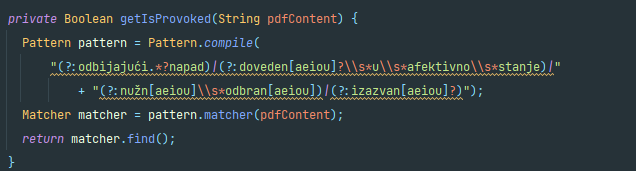 private Boolean getIsProvoked(String pdfContent) {
Pattern pattern = Pattern.compile(
"(?:odbijajući.*?napad)|(?:doveden[aeiou]?\\s*u\\s*afektivno\\s*stanje)|"
+ "(?:nužn[aeiou]\\s*odbran[aeiou])|(?:izazvan[aeiou]?)");
Matcher matcher = pattern.matcher(pdfContent);
return matcher.find();
}